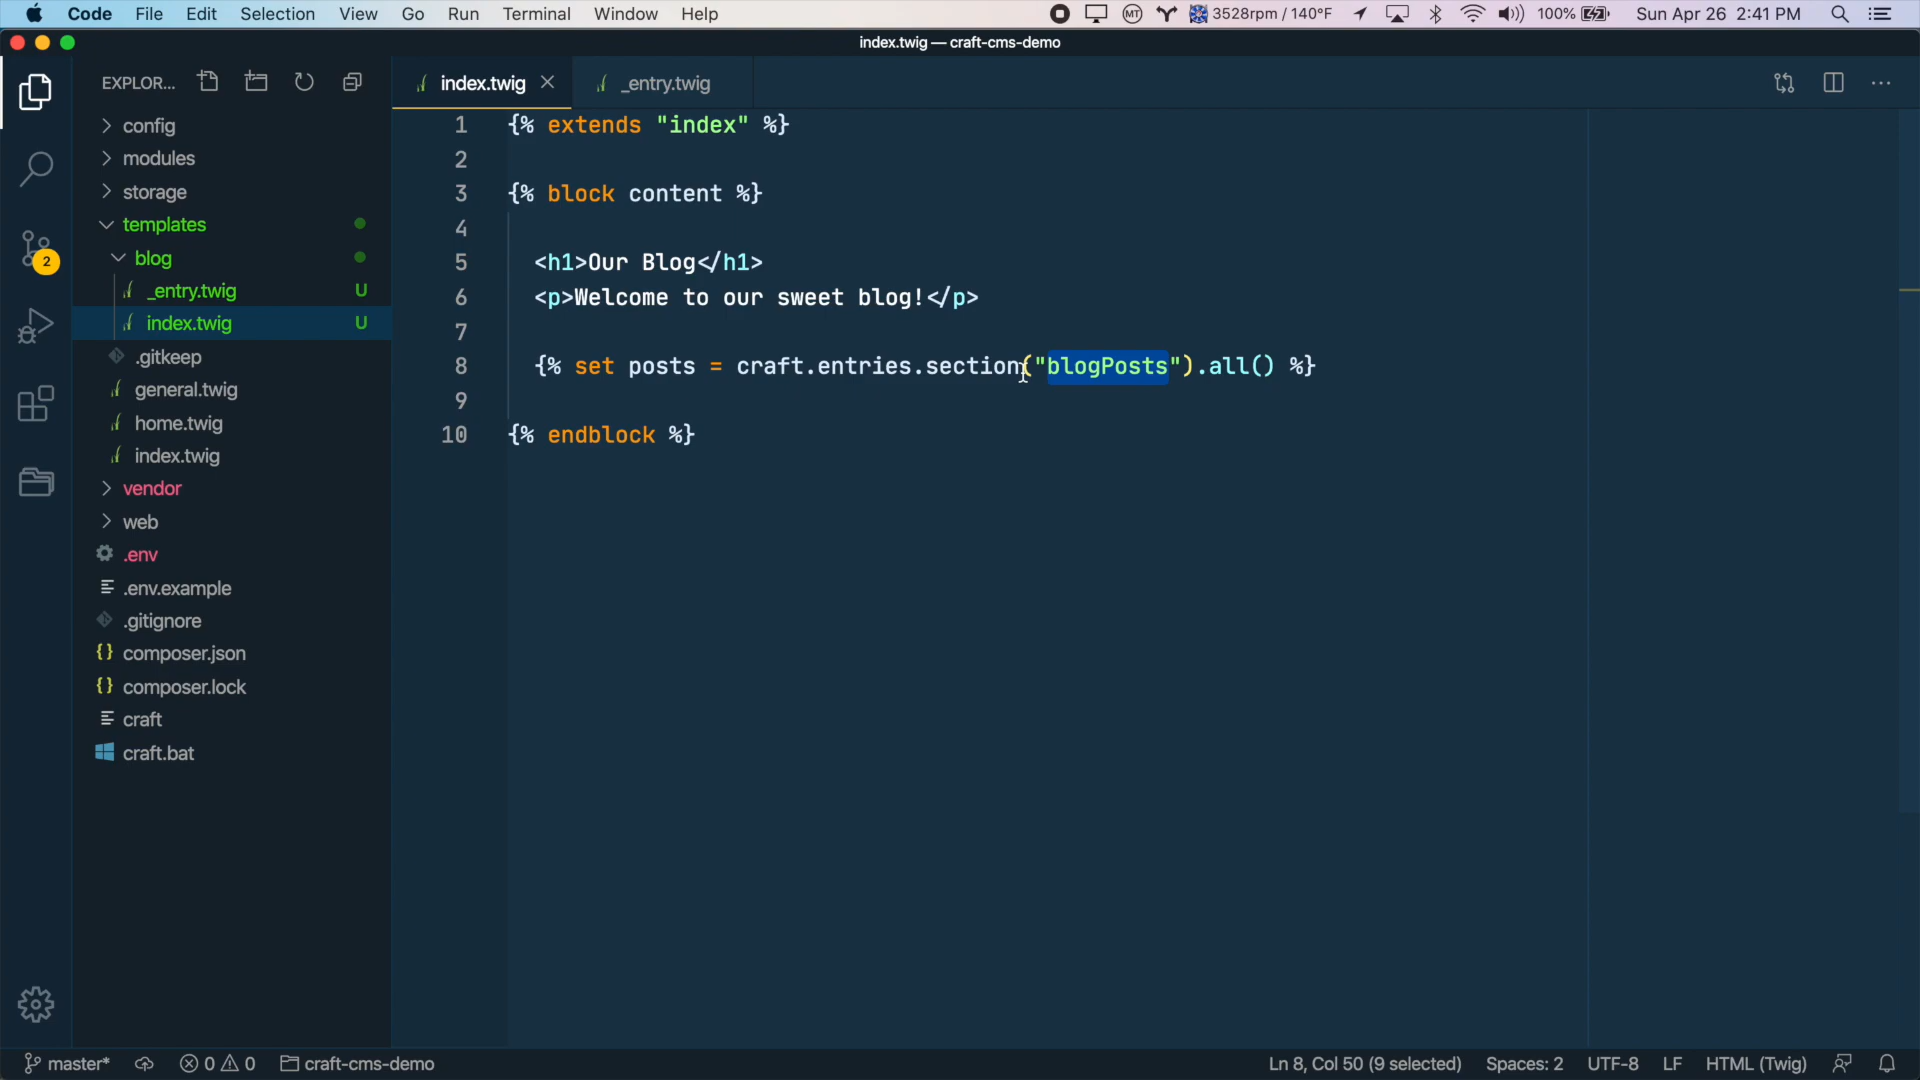 Code File Edit Selection View Go Run Terminal Window Help MT 3528rpm / 140°F 100% Sun Apr 26 2:41 PM
index.twig — craft-cms-demo
EXPLOR...
index.twig
_entry.twig
config
modules
storage
templates
blog
_entry.twig U
index.twig U
.gitkeep
general.twig
home.twig
index.twig
vendor
web
.env
.env.example
.gitignore
composer.json
composer.lock
craft
craft.bat
2
1 {% extends "index" %}
2
3 {% block content %}
4
5 <h1>Our Blog</h1>
6 <p>Welcome to our sweet blog!</p>
7
8 {% set posts = craft.entries.section("blogPosts").all() %}
9
10 {% endblock %}
master* 0 0 craft-cms-demo Ln 8, Col 50 (9 selected) Spaces: 2 UTF-8 LF HTML (Twig)